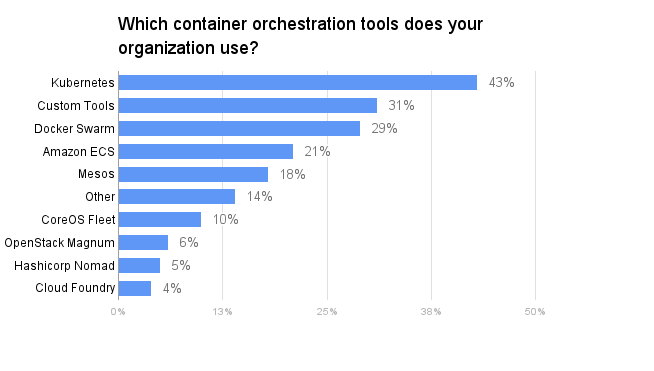 Which container orchestration tools does your
organization use?
Kubernetes 43%
Custom Tools 31%
Docker Swarm 29%
Amazon ECS 21%
Mesos 18%
Other 14%
CoreOS Fleet 10%
OpenStack Magnum 6%
Hashicorp Nomad 5%
Cloud Foundry 4%
0% 13% 25% 38% 50%